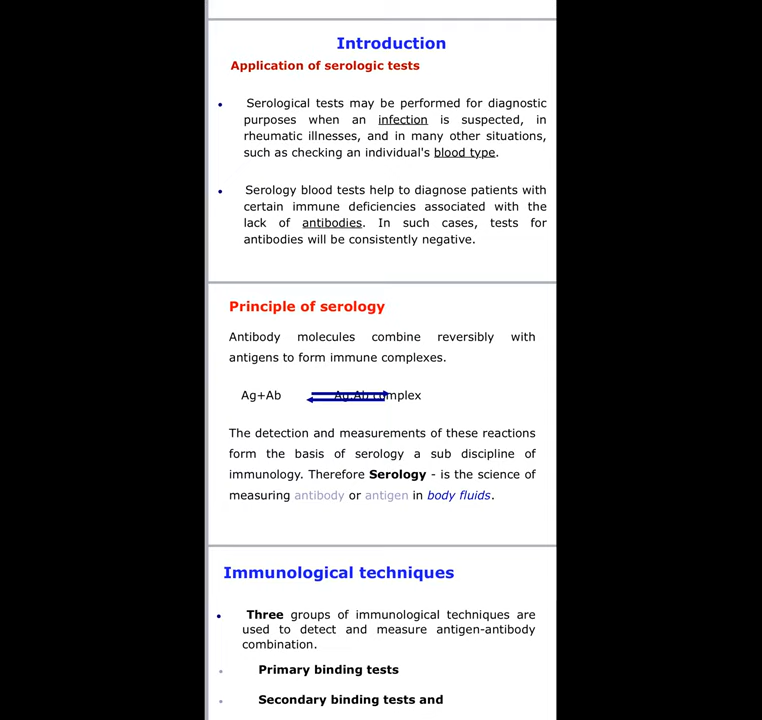 Introduction
Application of serologic tests
• Serological tests may be performed for diagnostic
purposes when an infection is suspected, in
rheumatic illnesses, and in many other situations,
such as checking an individual's blood type.
• Serology blood tests help to diagnose patients with
certain immune deficiencies associated with the
lack of antibodies. In such cases, tests for
antibodies will be consistently negative.
Principle of serology
Antibody molecules combine reversibly with
antigens to form immune complexes.
Ag+Ab Ag.Ab complex
The detection and measurements of these reactions
form the basis of serology a sub discipline of
immunology. Therefore Serology - is the science of
measuring antibody or antigen in body fluids.
Immunological techniques
• Three groups of immunological techniques are
used to detect and measure antigen-antibody
combination.
• Primary binding tests
• Secondary binding tests and